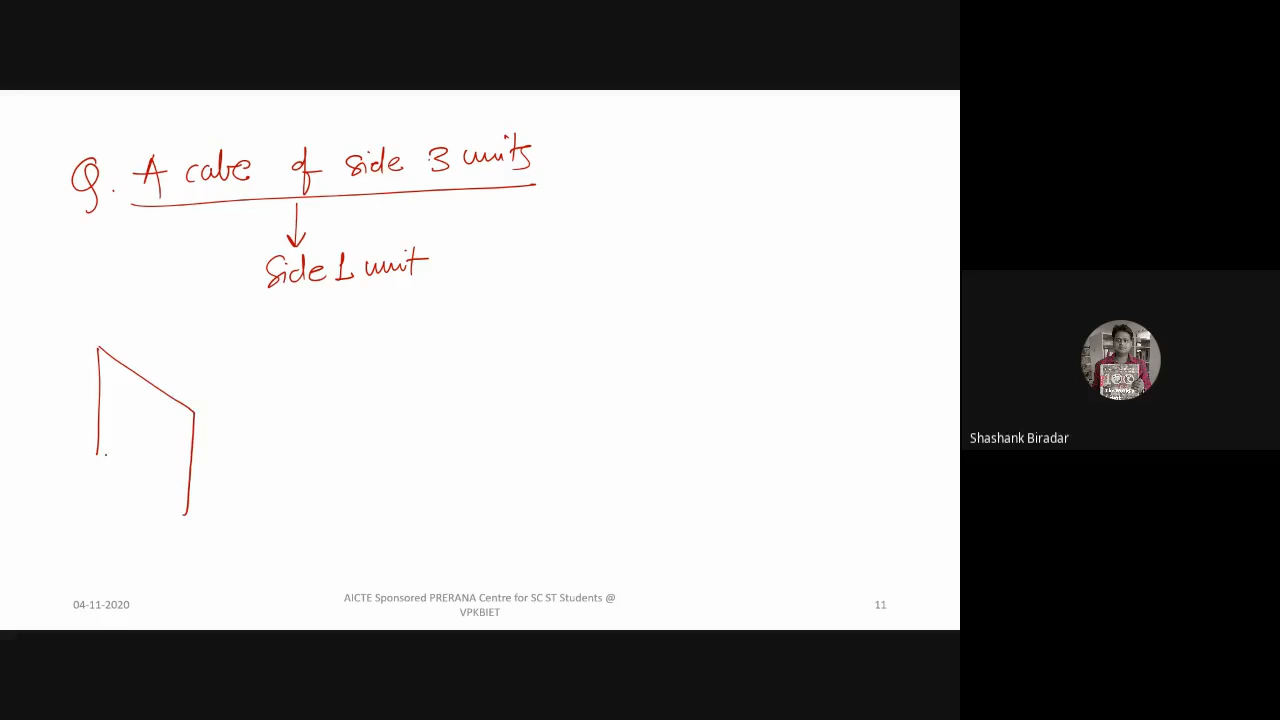 Q. A cube of side 3 units
side 1 unit
Shashank Biradar
04-11-2020
AICTE Sponsored PRERANA Centre for SC ST Students @
VPKBIET
11